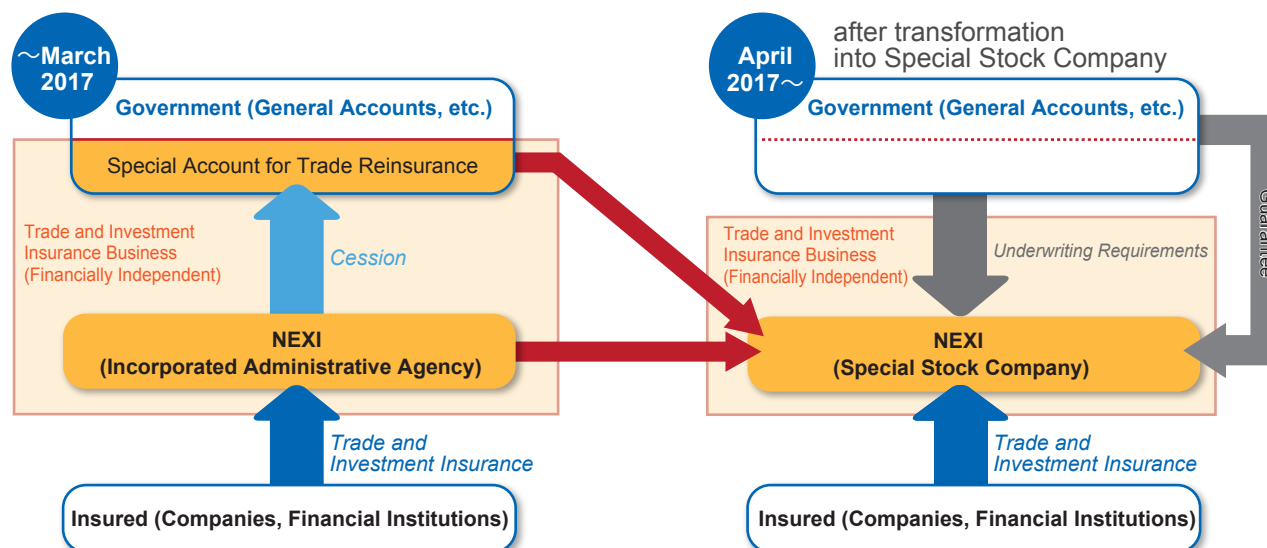 ~March
2017
Government (General Accounts, etc.)
Special Account for Trade Reinsurance
Trade and Investment
Insurance Business
(Financially Independent)
Cession
NEXI
(Incorporated Administrative Agency)
Trade and
Investment Insurance
Insured (Companies, Financial Institutions)
April
2017~
after transformation
into Special Stock Company
Government (General Accounts, etc.)
Guarantee
Trade and Investment
Insurance Business
(Financially Independent)
Underwriting Requirements
NEXI
(Special Stock Company)
Trade and
Investment Insurance
Insured (Companies, Financial Institutions)